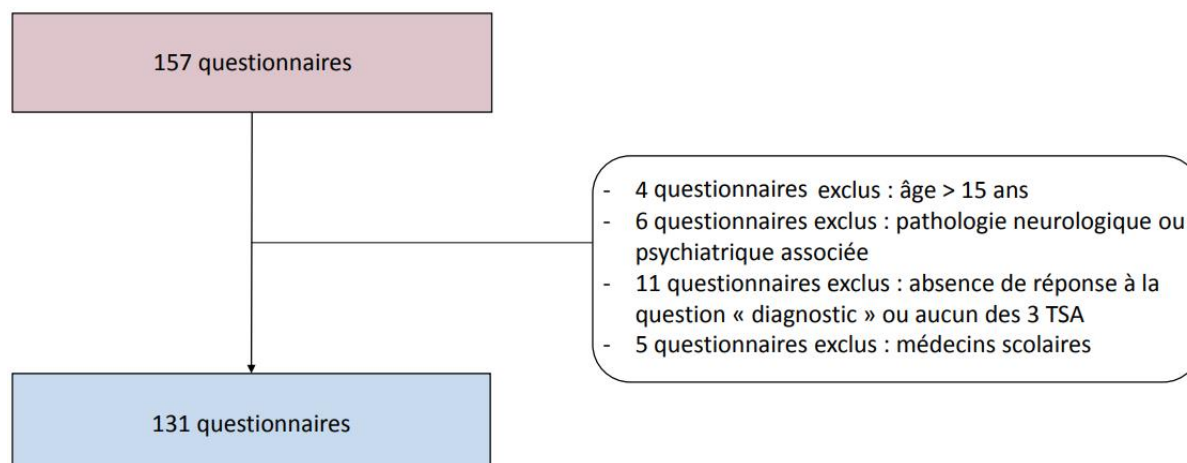 157 questionnaires
- 4 questionnaires exclus : âge > 15 ans
- 6 questionnaires exclus : pathologie neurologique ou
psychiatrique associée
- 11 questionnaires exclus : absence de réponse à la
question « diagnostic » ou aucun des 3 TSA
- 5 questionnaires exclus : médecins scolaires
131 questionnaires